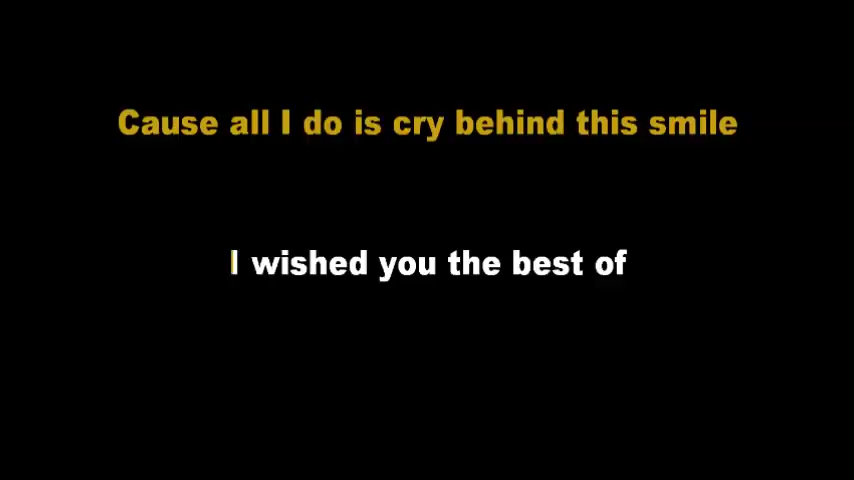 Cause all I do is cry behind this smile
I wished you the best of